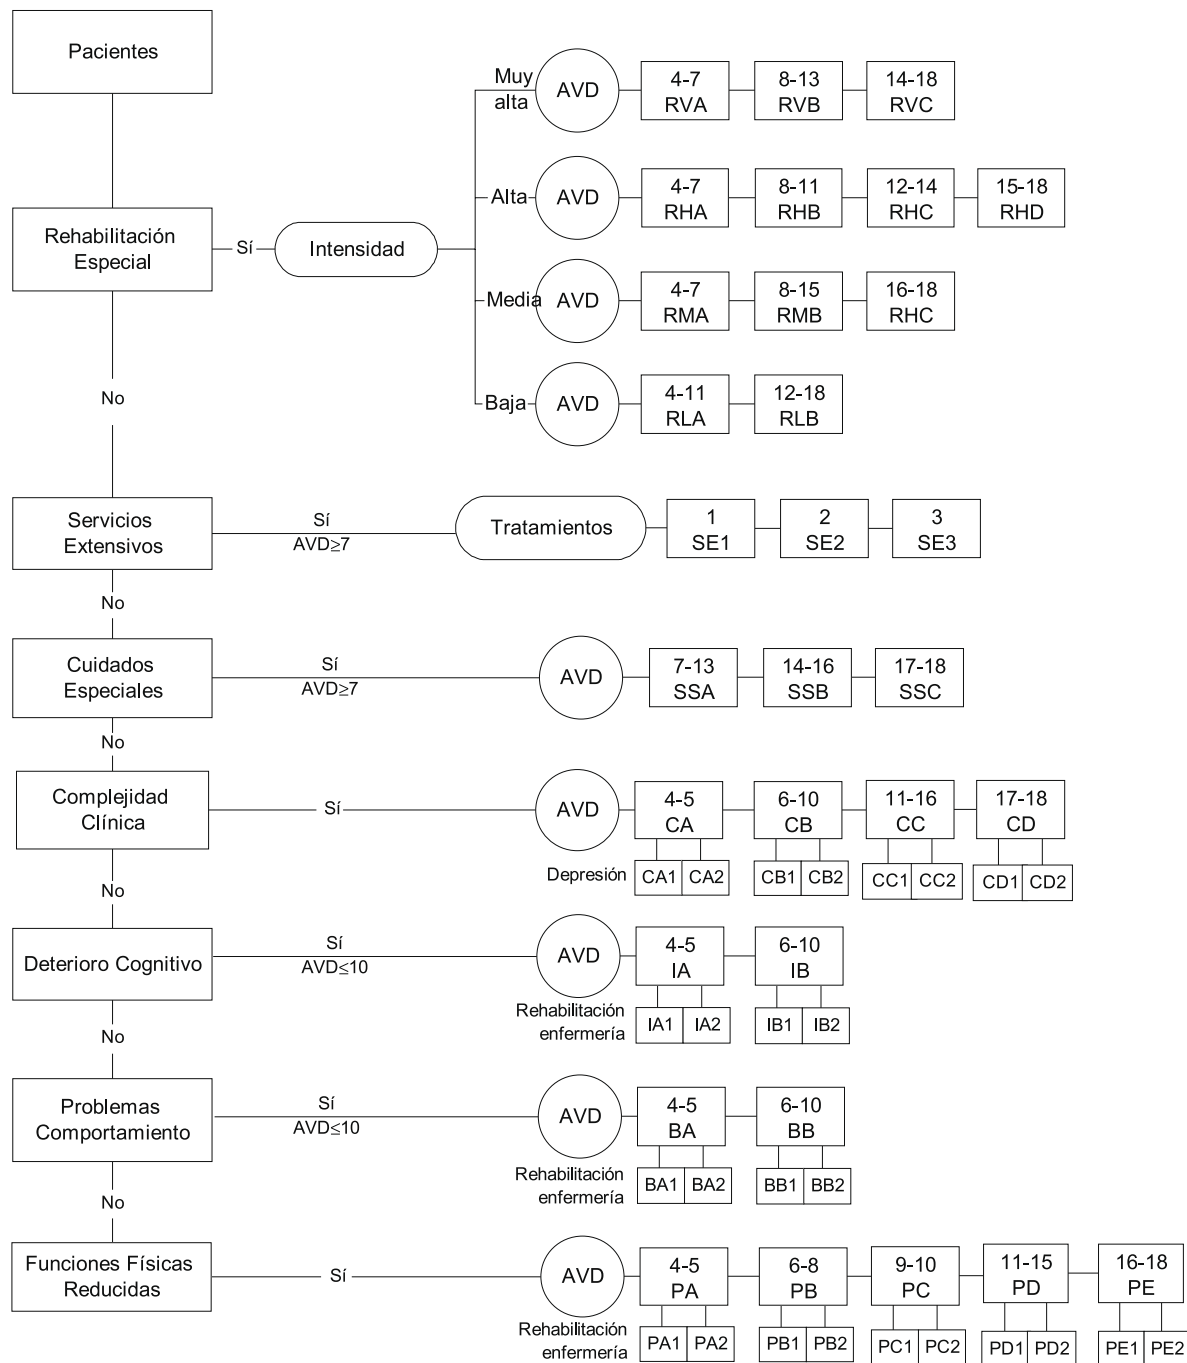 Pacientes
Muy
alta
AVD
4-7
RVA
8-13
RVB
14-18
RVC
Alta
AVD
4-7
RHA
8-11
RHB
12-14
RHC
15-18
RHD
Rehabilitación
Especial
Sí
Intensidad
Media
AVD
4-7
RMA
8-15
RMB
16-18
RHC
No
Baja
AVD
4-11
RLA
12-18
RLB
Servicios
Extensivos
Sí
AVD≥7
Tratamientos
1
SE1
2
SE2
3
SE3
No
Cuidados
Especiales
Sí
AVD≥7
AVD
7-13
SSA
14-16
SSB
17-18
SSC
No
Complejidad
Clínica
Sí
AVD
4-5
CA
6-10
CB
11-16
CC
17-18
CD
Depresión
CA1
CA2
CB1
CB2
CC1
CC2
CD1
CD2
No
Deterioro Cognitivo
Sí
AVD≤10
AVD
4-5
IA
6-10
IB
Rehabilitación
enfermería
IA1
IA2
IB1
IB2
No
Problemas
Comportamiento
Sí
AVD≤10
AVD
4-5
BA
6-10
BB
Rehabilitación
enfermería
BA1
BA2
BB1
BB2
No
Funciones Físicas
Reducidas
Sí
AVD
4-5
PA
6-8
PB
9-10
PC
11-15
PD
16-18
PE
Rehabilitación
enfermería
PA1
PA2
PB1
PB2
PC1
PC2
PD1
PD2
PE1
PE2